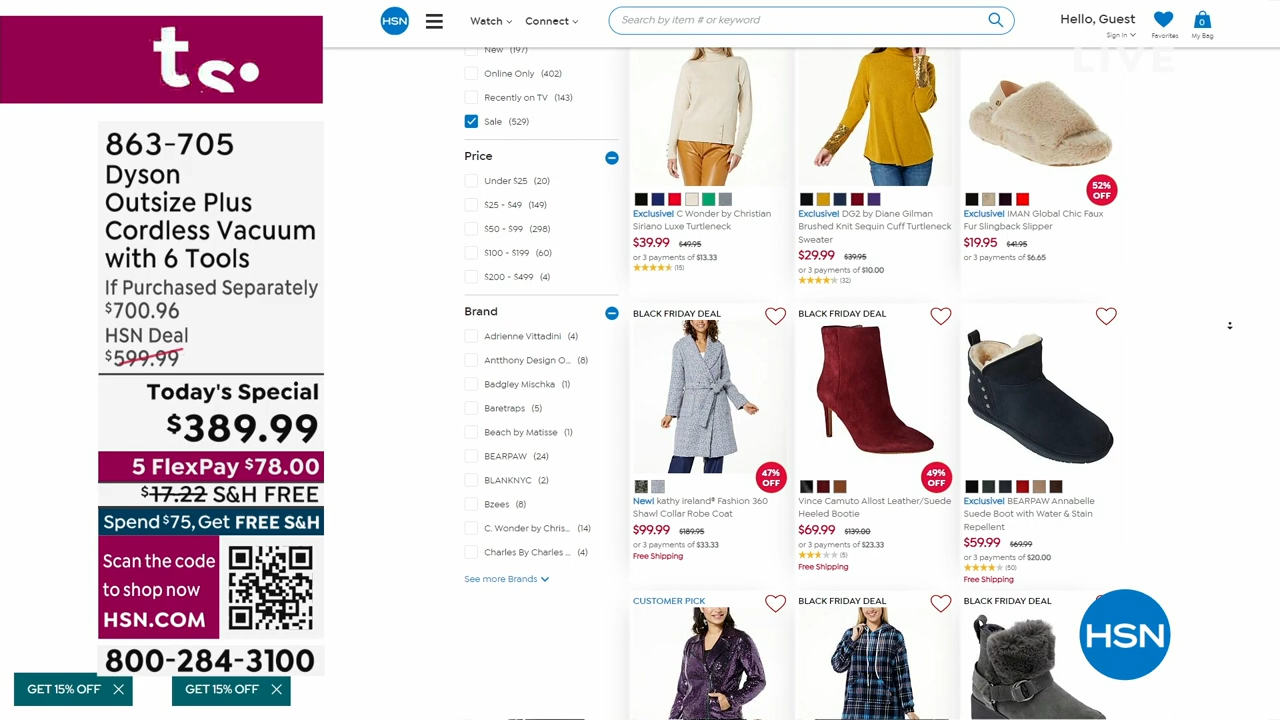 ts.
863-705
Dyson
Outsize Plus
Cordless Vacuum
with 6 Tools
If Purchased Separately
$700.96
HSN Deal
$599.99
Today's Special
$389.99
5 FlexPay $78.00
$17.22 S&H FREE
Spend $75, Get FREE S&H
Scan the code
to shop now
HSN.COM
800-284-3100
GET 15% OFF
GET 15% OFF
HSN
Watch
Connect
Search by item # or keyword
Hello, Guest
Sign In
Favorites
0
My Bag
LIVE
New (197)
Online Only (402)
Recently on TV (143)
Sale (529)
Price
Under $25 (20)
$25 - $49 (149)
$50 - $99 (298)
$100 - $199 (60)
$200 - $499 (4)
Brand
Adrienne Vittadini (4)
Antthony Design O... (8)
Badgley Mischka (1)
Baretraps (5)
Beach by Matisse (1)
BEARPAW (24)
BLANKNYC (2)
Bzees (8)
C. Wonder by Chris... (14)
Charles By Charles ... (4)
See more Brands
Exclusive! C Wonder by Christian
Siriano Luxe Turtleneck
$39.99 $49.95
or 3 payments of $13.33
(15)
Exclusive! DG2 by Diane Gilman
Brushed Knit Sequin Cuff Turtleneck
Sweater
$29.99 $39.95
or 3 payments of $10.00
(32)
52%
OFF
Exclusive! IMAN Global Chic Faux
Fur Slingback Slipper
$19.95 $41.95
or 3 payments of $6.65
BLACK FRIDAY DEAL
47%
OFF
New! kathy ireland® Fashion 360
Shawl Collar Robe Coat
$99.99 $189.95
or 3 payments of $33.33
Free Shipping
BLACK FRIDAY DEAL
49%
OFF
Vince Camuto Allost Leather/Suede
Heeled Bootie
$69.99 $139.00
or 3 payments of $23.33
(5)
Free Shipping
Exclusive! BEARPAW Annabelle
Suede Boot with Water & Stain
Repellent
$59.99 $69.99
or 3 payments of $20.00
(50)
Free Shipping
CUSTOMER PICK
BLACK FRIDAY DEAL
BLACK FRIDAY DEAL
HSN